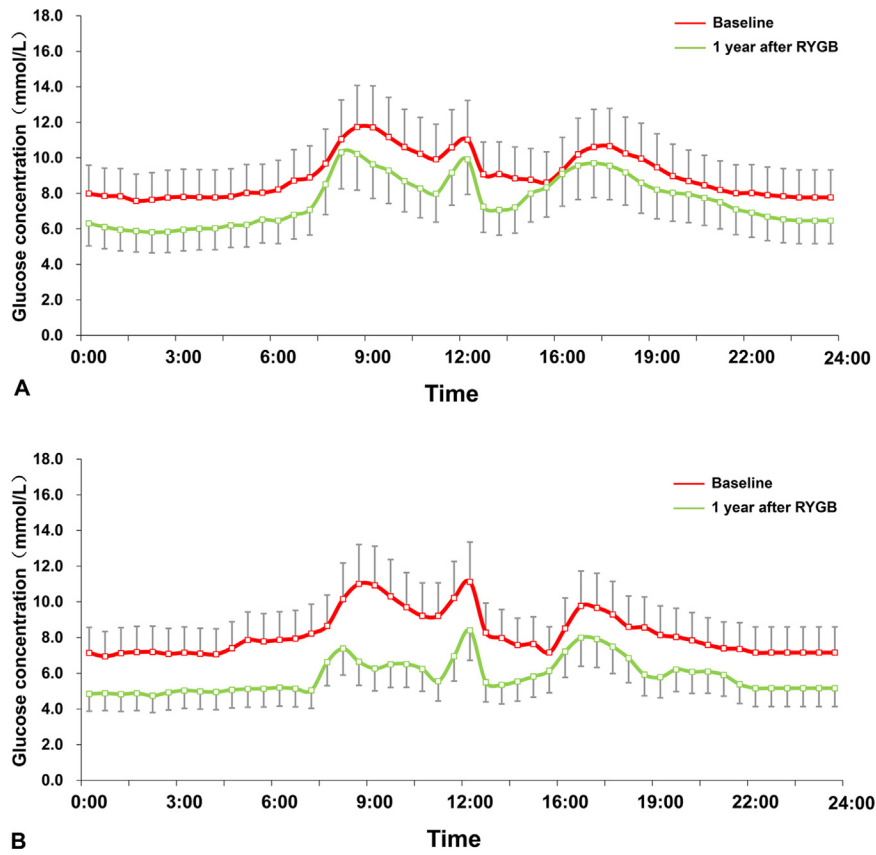 18.0
Baseline
16.0
1 year after RYGB
14.0
12.0
10.0
8.0
6.0
4.0
2.0
0.0
Glucose concentration（mmol/L）
0:00 3:00 6:00 9:00 12:00 16:00 19:00 22:00 24:00
A
Time
18.0
Baseline
16.0
1 year after RYGB
14.0
12.0
10.0
8.0
6.0
4.0
2.0
0.0
Glucose concentration（mmol/L）
0:00 3:00 6:00 9:00 12:00 16:00 19:00 22:00 24:00
B
Time